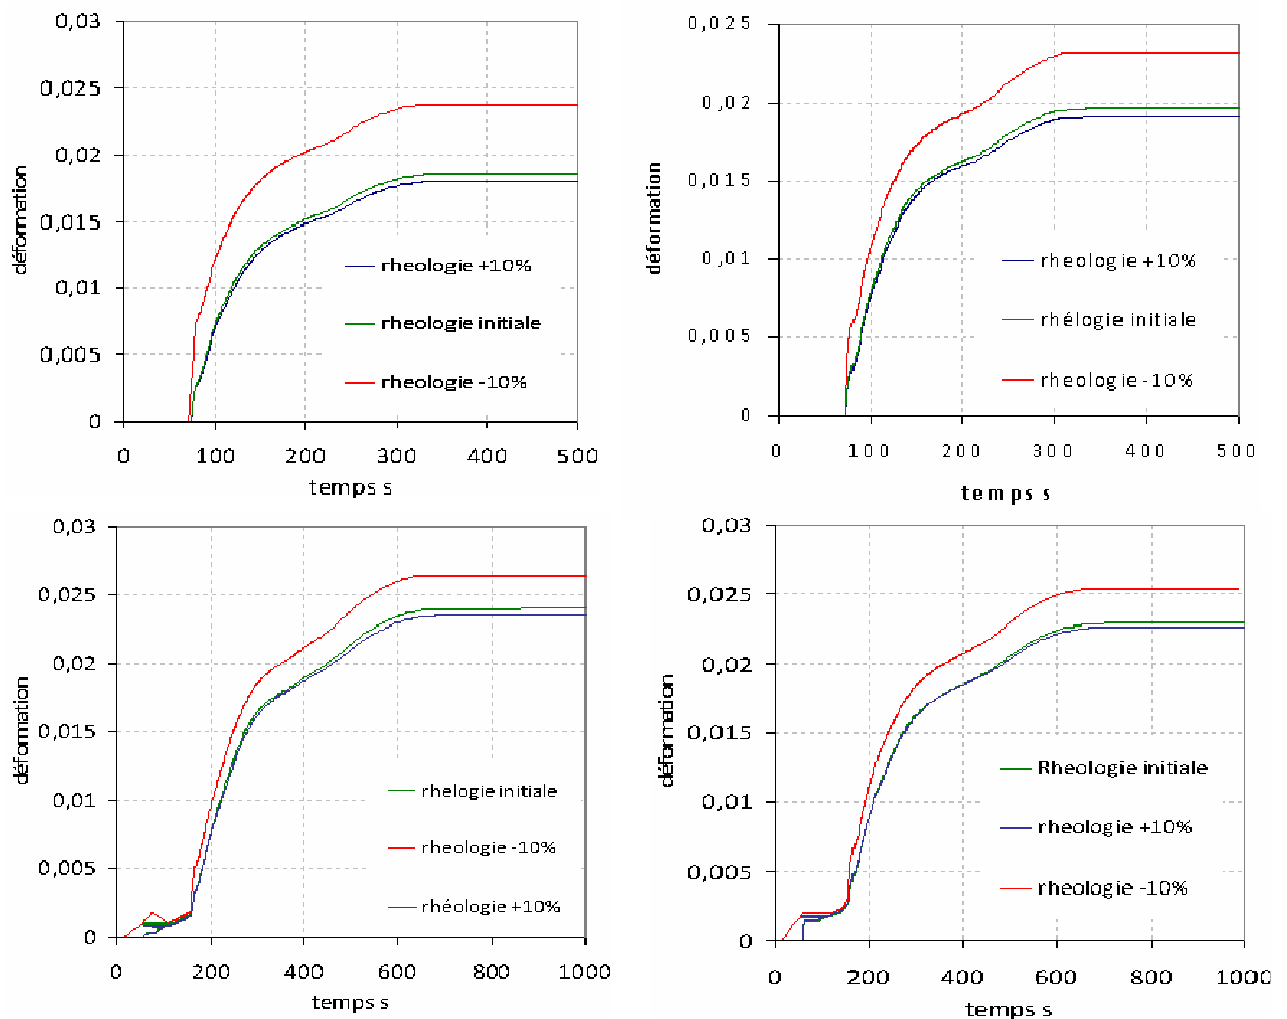 0,03
0,025
0,02
0,015
0,01
0,005
0
déformation
rheologie +10%
rheologie initiale
rheologie -10%
0 100 200 300 400 500
temps s
0,025
0,02
0,015
0,01
0,005
0
déformation
rheologie +10%
rhélogie initiale
rheologie -10%
0 100 200 300 400 500
temps s
0,03
0,025
0,02
0,015
0,01
0,005
0
déformation
rhelogie initiale
rheologie -10%
rhéologie +10%
0 200 400 600 800 1000
temps s
0,03
0,025
0,02
0,015
0,01
0,005
0
déformation
Rheologie initiale
rheologie +10%
rheologie -10%
0 200 400 600 800 1000
temps s